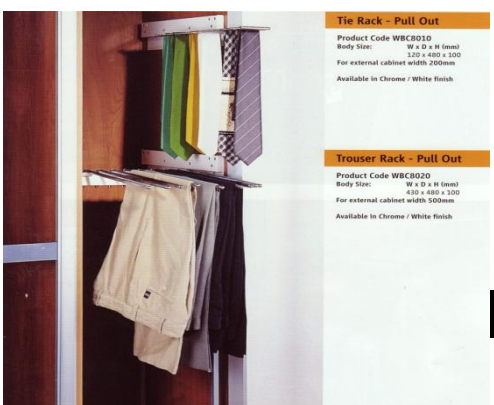 Tie Rack - Pull Out
Product Code WBC8010
Body Size: W x D x H (mm)
120 x 480 x 100
For external cabinet width 200mm
Available in Chrome / White finish
Trouser Rack - Pull Out
Product Code WBC8020
Body Size: W x D x H (mm)
430 x 480 x 100
For external cabinet width 500mm
Available in Chrome / White finish